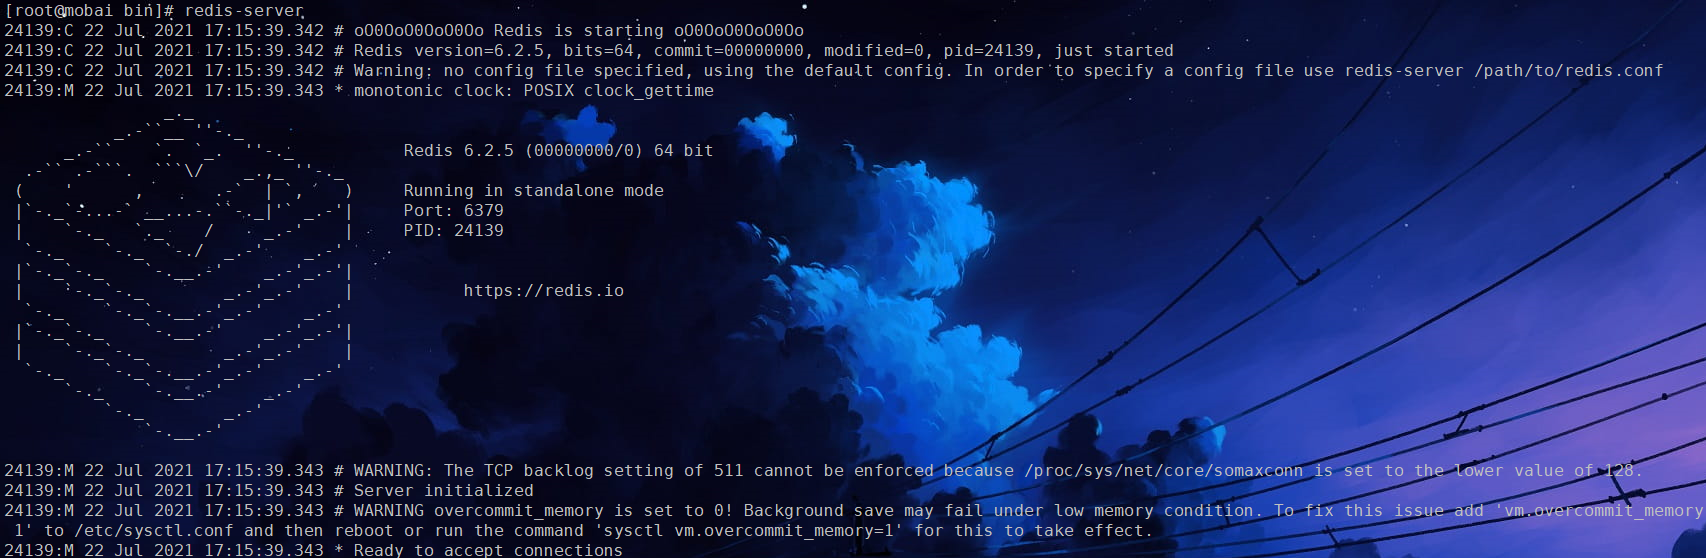 [root@mobai bin]# redis-server
24139:C 22 Jul 2021 17:15:39.342 # oO0OoO0OoO0Oo Redis is starting oO0OoO0OoO0Oo
24139:C 22 Jul 2021 17:15:39.342 # Redis version=6.2.5, bits=64, commit=00000000, modified=0, pid=24139, just started
24139:C 22 Jul 2021 17:15:39.342 # Warning: no config file specified, using the default config. In order to specify a config file use redis-server /path/to/redis.conf
24139:M 22 Jul 2021 17:15:39.343 * monotonic clock: POSIX clock_gettime
Redis 6.2.5 (00000000/0) 64 bit
Running in standalone mode
Port: 6379
PID: 24139
https://redis.io
24139:M 22 Jul 2021 17:15:39.343 # WARNING: The TCP backlog setting of 511 cannot be enforced because /proc/sys/net/core/somaxconn is set to the lower value of 128.
24139:M 22 Jul 2021 17:15:39.343 # Server initialized
24139:M 22 Jul 2021 17:15:39.343 # WARNING overcommit_memory is set to 0! Background save may fail under low memory condition. To fix this issue add 'vm.overcommit_memory
1' to /etc/sysctl.conf and then reboot or run the command 'sysctl vm.overcommit_memory=1' for this to take effect.
24139:M 22 Jul 2021 17:15:39.343 * Ready to accept connections